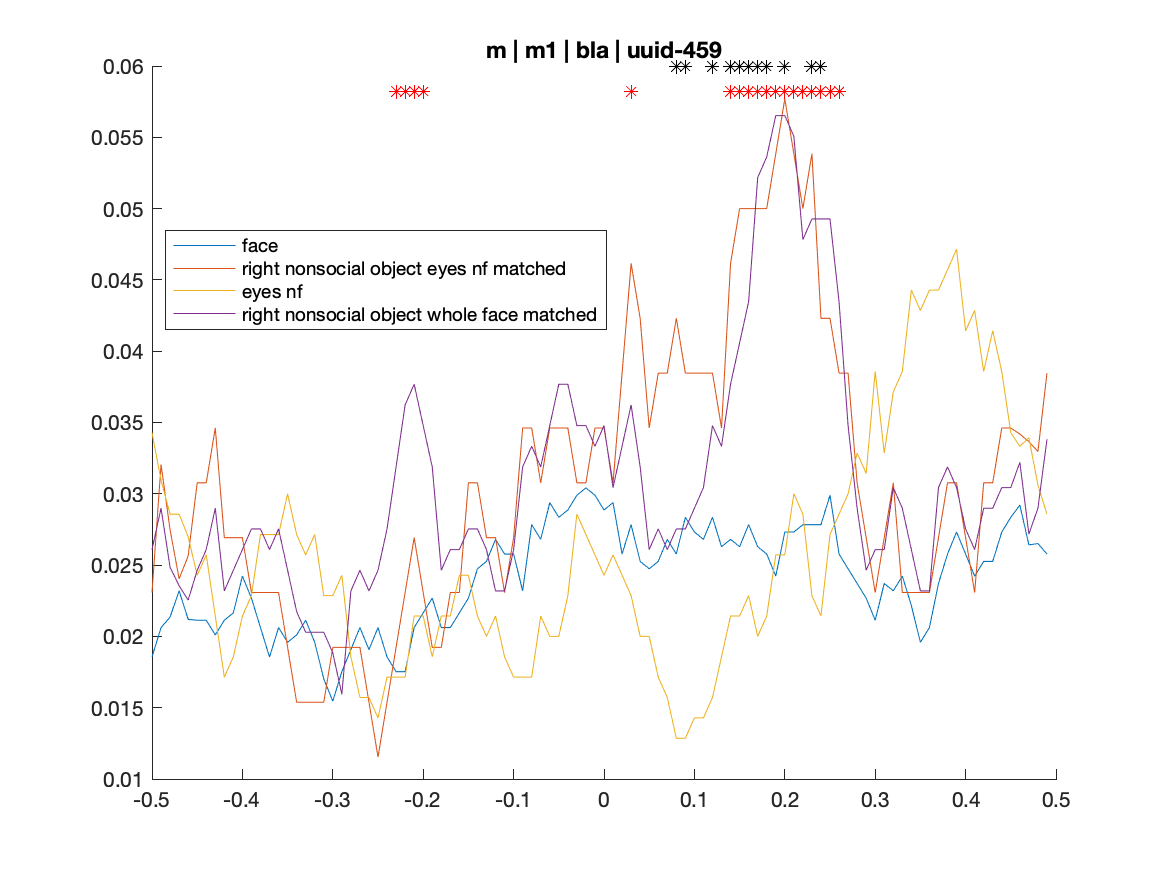 m | m1 | bla | uuid-459
0.06
0.055
0.05
0.045
0.04
0.035
0.03
0.025
0.02
0.015
0.01
face
right nonsocial object eyes nf matched
eyes nf
right nonsocial object whole face matched
-0.5 -0.4 -0.3 -0.2 -0.1 0 0.1 0.2 0.3 0.4 0.5